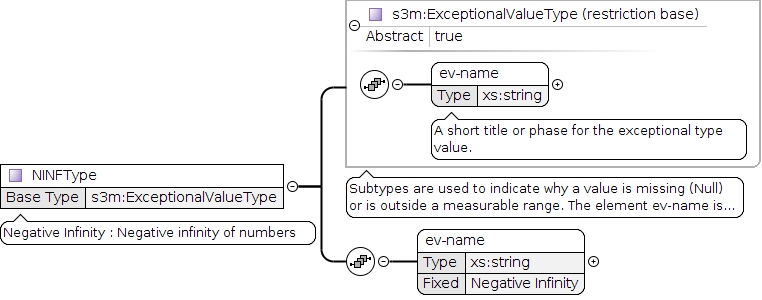 s3m:ExceptionalValueType (restriction base)
Abstract true
ev-name
Type xs:string
A short title or phase for the exceptional type
value.
NINFType
Base Type s3m:ExceptionalValueType
Negative Infinity : Negative infinity of numbers
Subtypes are used to indicate why a value is missing (Null)
or is outside a measurable range. The element ev-name is...
ev-name
Type xs:string
Fixed Negative Infinity